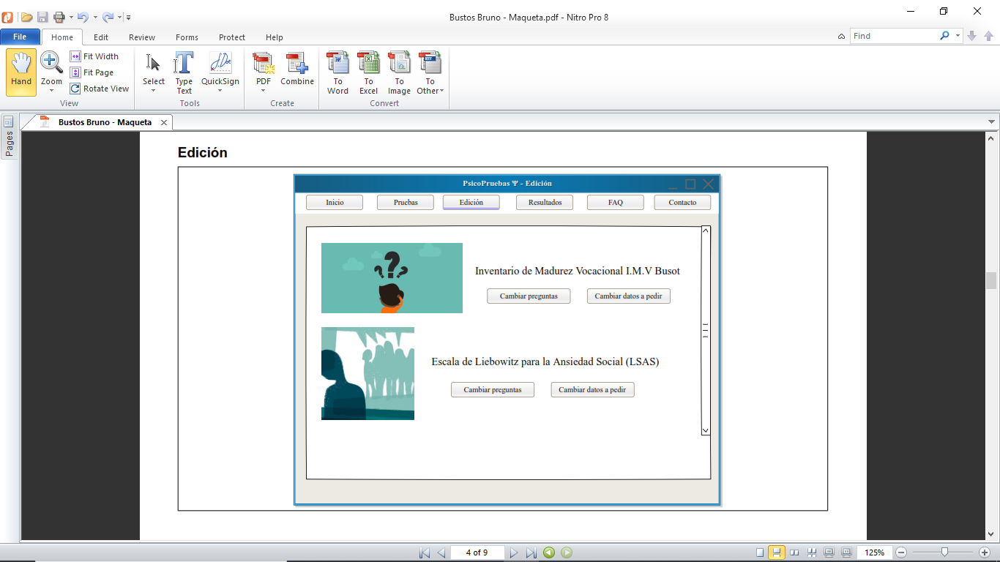 Bustos Bruno - Maqueta.pdf - Nitro Pro 8
File Home Edit Review Forms Protect Help Find
Hand
Zoom
Fit Width
Fit Page
Rotate View
View
Select
Type
Text
QuickSign
Tools
PDF
Combine
Create
To
Word
To
Excel
To
Image
To
Other
Convert
Bustos Bruno - Maqueta
Pages
Edición
PsicoPruebas Ψ - Edición
Inicio Pruebas Edición Resultados FAQ Contacto
???
Inventario de Madurez Vocacional I.M.V Busot
Cambiar preguntas Cambiar datos a pedir
Escala de Liebowitz para la Ansiedad Social (LSAS)
Cambiar preguntas Cambiar datos a pedir
4 of 9
125%